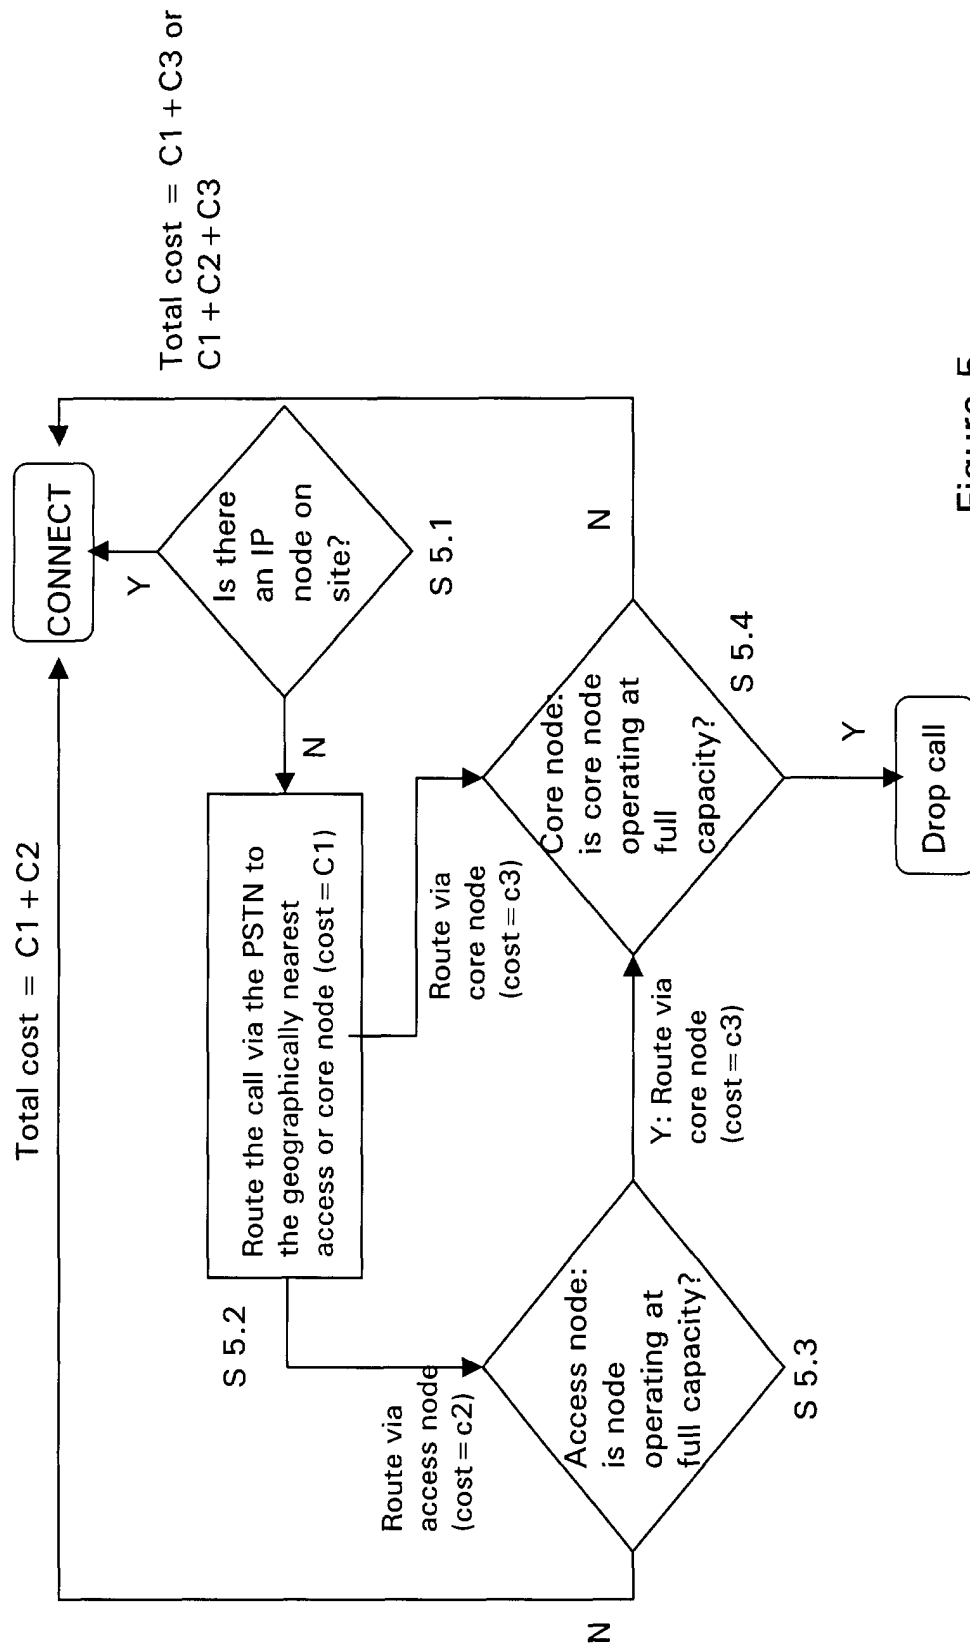 Total cost = C1+C2
CONNECT
Total cost = C1+C3 or
C1+C2+C3
Y
Is there
an IP
node on
site?
S 5.1
N
S 5.2
Route the call via the PSTN to
the geographically nearest
access or core node (cost=C1)
Route via
access node
(cost=c2)
Route via
core node
(cost=c3)
Access node:
is node
operating at
full capacity?
S 5.3
N
Y: Route via
core node
(cost=c3)
Core node:
is core node
operating at
full
capacity?
S 5.4
N
Y
Drop call
Figure 5